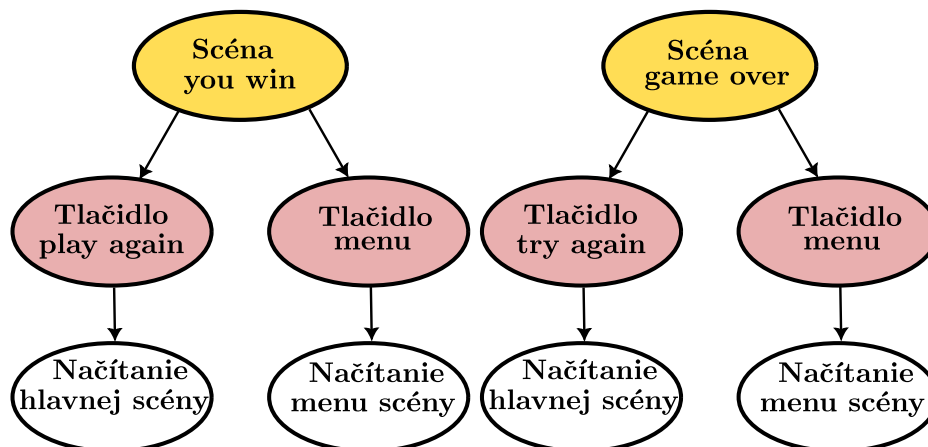 Scéna
you win
Scéna
game over
Tlačidlo
play again
Tlačidlo
menu
Tlačidlo
try again
Tlačidlo
menu
Načítanie
hlavnej scény
Načítanie
menu scény
Načítanie
hlavnej scény
Načítanie
menu scény